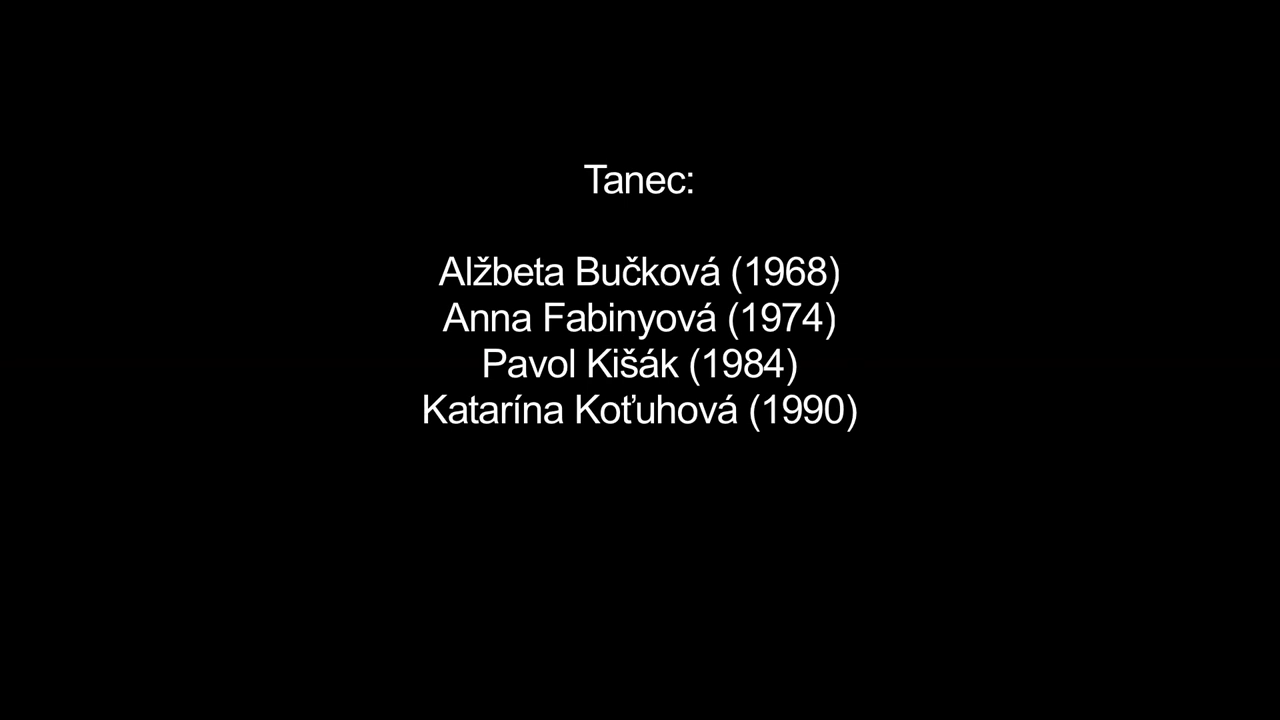 Tanec:
Alžbeta Bučková (1968)
Anna Fabinyová (1974)
Pavol Kišák (1984)
Katarína Koťuhová (1990)